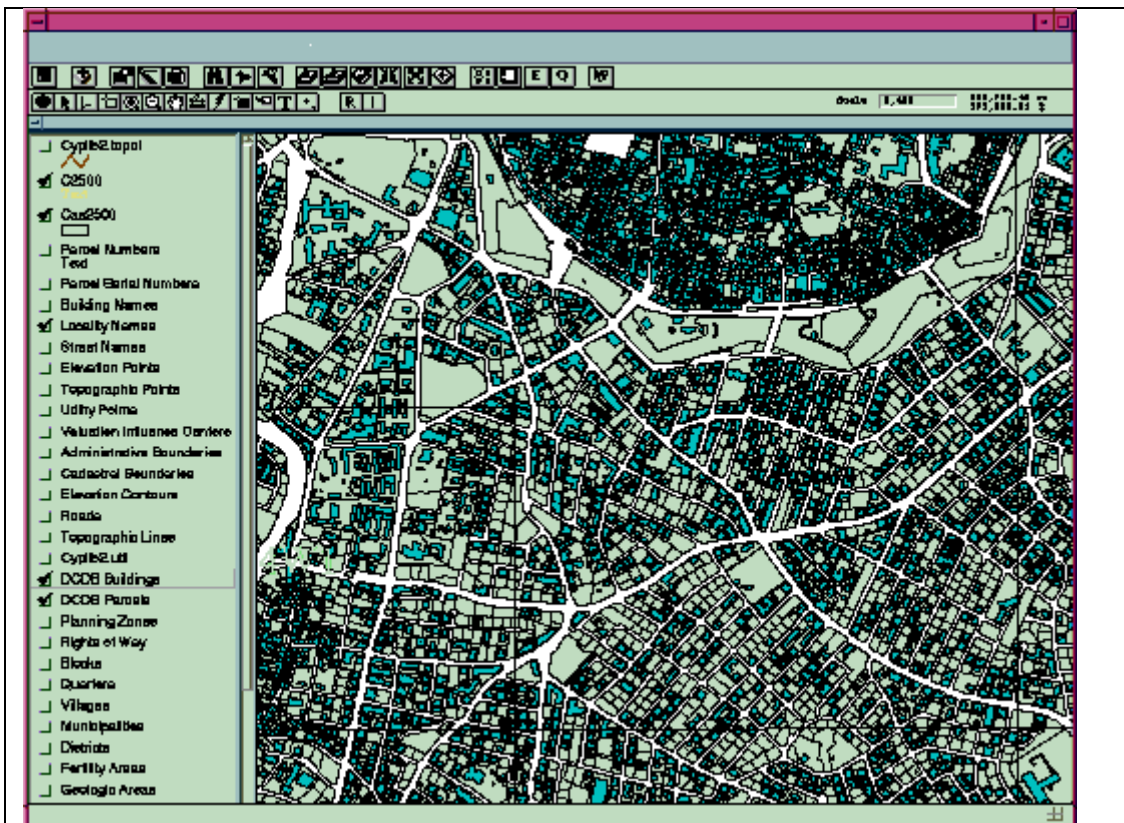 E Q
T R I
Scale
Cyplis2.topol
C2500
Text
Cas2500
Parcel Numbers
Text
Parcel Serial Numbers
Building Names
Locality Names
Street Names
Elevation Points
Topographic Points
Utility Points
Valuation Influence Centers
Administrative Boundaries
Cadastral Boundaries
Elevation Contours
Roads
Topographic Lines
Cyplis2.util
DCDB Buildings
DCDB Parcels
Planning Zones
Rights of Way
Blocks
Quarters
Villages
Municipalities
Districts
Fertility Areas
Geologic Areas